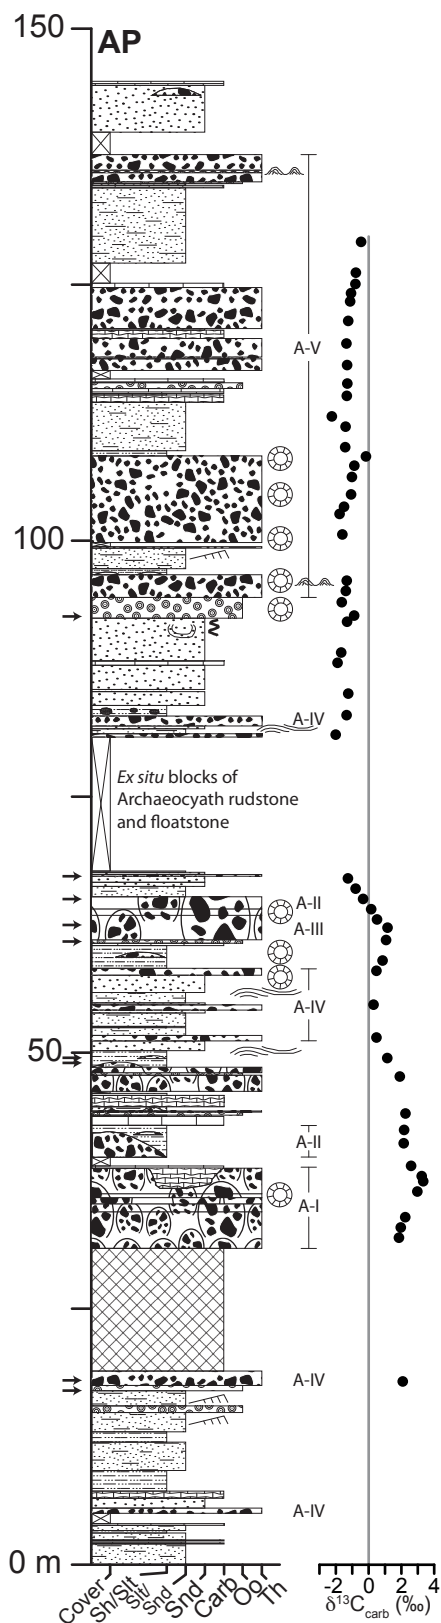 150
AP
A-V
100
A-IV
Ex situ blocks of
Archaeocyath rudstone
and floatstone
A-II
A-III
A-IV
50
A-II
A-I
A-IV
A-IV
0 m
Cover
Sh/Slt
Slt/
Snd
Snd
Carb
Oo
Th
-2 0 2 4
δ¹³Ccarb (‰)